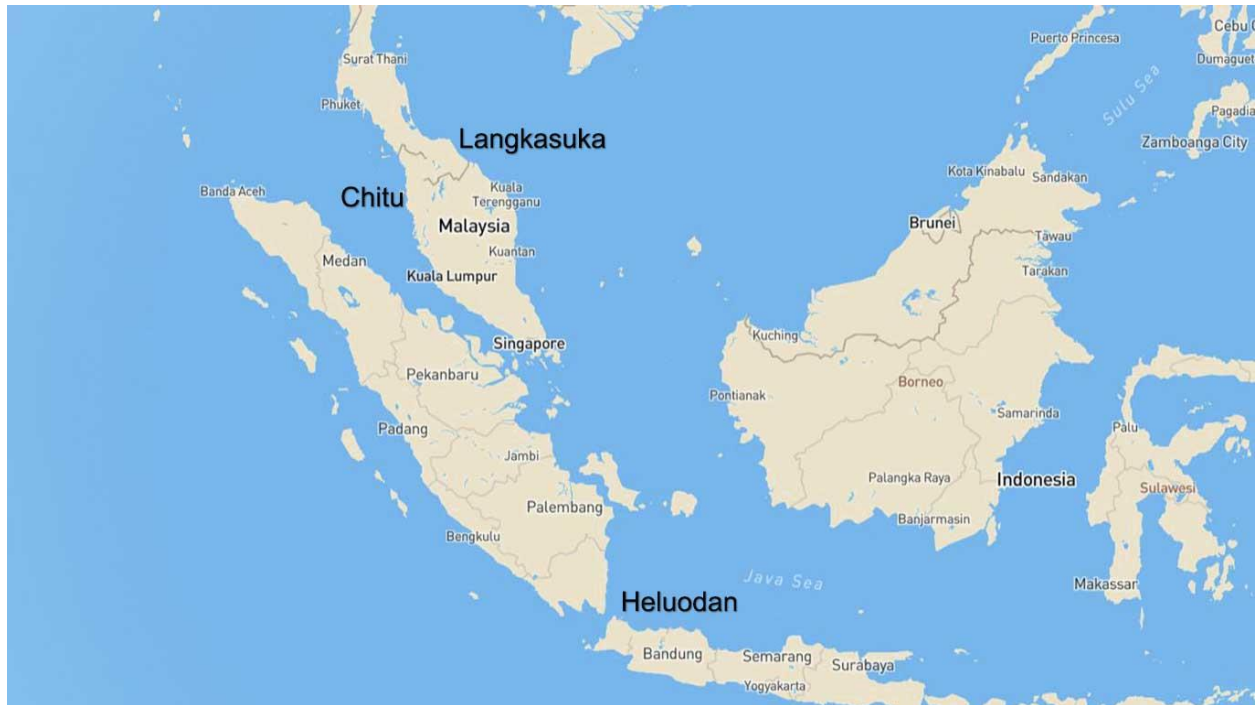 Cebu C
Puerto Princesa
Surat Thani
Dumaguet
Sulu Sea
Phuket
Pagadia
Langkasuka
Zamboanga City
Kota Kinabalu
Sandakan
Banda Aceh
Chitu
Kuala
Terengganu
Malaysia
Brunei
Tawau
Kuantan
Medan
Tarakan
Kuala Lumpur
Kuching
Singapore
Pekanbaru
Borneo
Pontianak
Samarinda
Padang
Palu
Jambi
Palangka Raya
Indonesia
Sulawesi
Palembang
Banjarmasin
Bengkulu
Java Sea
Makassar
Heluodan
Bandung
Semarang
Surabaya
Yogyakarta